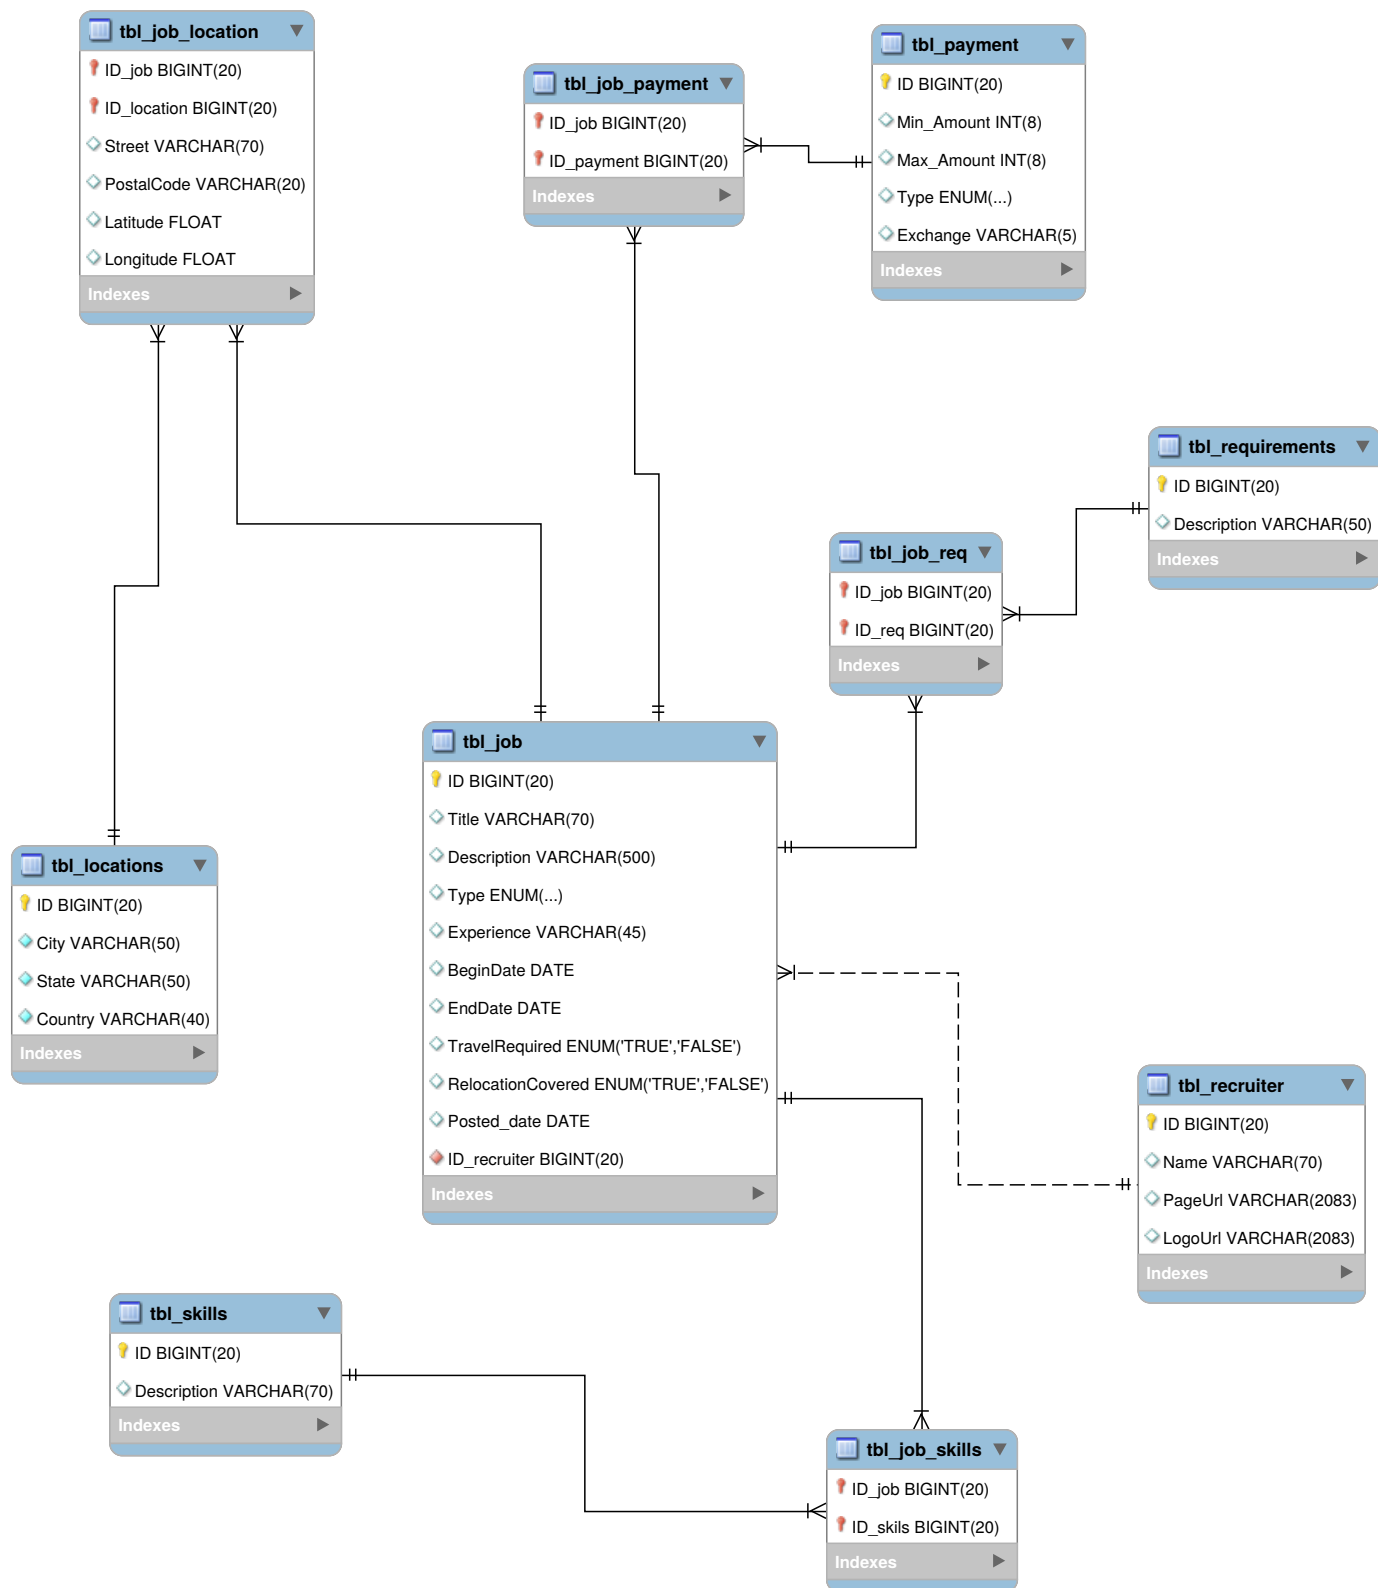 tbl_job_location
ID_job BIGINT(20)
ID_location BIGINT(20)
Street VARCHAR(70)
PostalCode VARCHAR(20)
Latitude FLOAT
Longitude FLOAT
Indexes
tbl_job_payment
ID_job BIGINT(20)
ID_payment BIGINT(20)
Indexes
tbl_payment
ID BIGINT(20)
Min_Amount INT(8)
Max_Amount INT(8)
Type ENUM(...)
Exchange VARCHAR(5)
Indexes
tbl_requirements
ID BIGINT(20)
Description VARCHAR(50)
Indexes
tbl_job_req
ID_job BIGINT(20)
ID_req BIGINT(20)
Indexes
tbl_job
ID BIGINT(20)
Title VARCHAR(70)
Description VARCHAR(500)
Type ENUM(...)
Experience VARCHAR(45)
BeginDate DATE
EndDate DATE
TravelRequired ENUM('TRUE','FALSE')
RelocationCovered ENUM('TRUE','FALSE')
Posted_date DATE
ID_recruiter BIGINT(20)
Indexes
tbl_locations
ID BIGINT(20)
City VARCHAR(50)
State VARCHAR(50)
Country VARCHAR(40)
Indexes
tbl_recruiter
ID BIGINT(20)
Name VARCHAR(70)
PageUrl VARCHAR(2083)
LogoUrl VARCHAR(2083)
Indexes
tbl_skills
ID BIGINT(20)
Description VARCHAR(70)
Indexes
tbl_job_skills
ID_job BIGINT(20)
ID_skils BIGINT(20)
Indexes